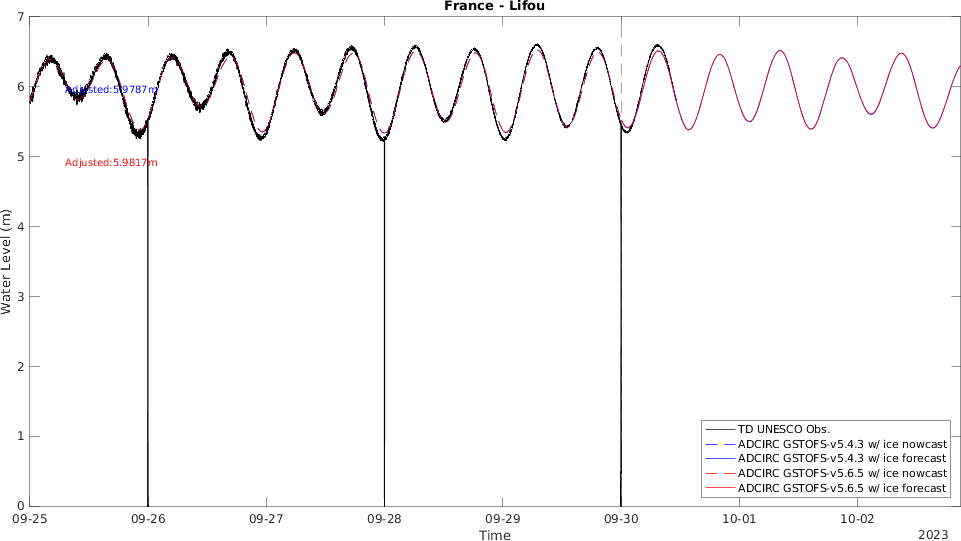 France - Lifou
7
6
5
4
3
2
1
0
Water Level (m)
Adjusted:5.9787m
Adjusted:5.9817m
TD UNESCO Obs.
ADCIRC GSTOFS-v5.4.3 w/ ice nowcast
ADCIRC GSTOFS-v5.4.3 w/ ice forecast
ADCIRC GSTOFS-v5.6.5 w/ ice nowcast
ADCIRC GSTOFS-v5.6.5 w/ ice forecast
09-25 09-26 09-27 09-28 09-29 09-30 10-01 10-02
Time
2023